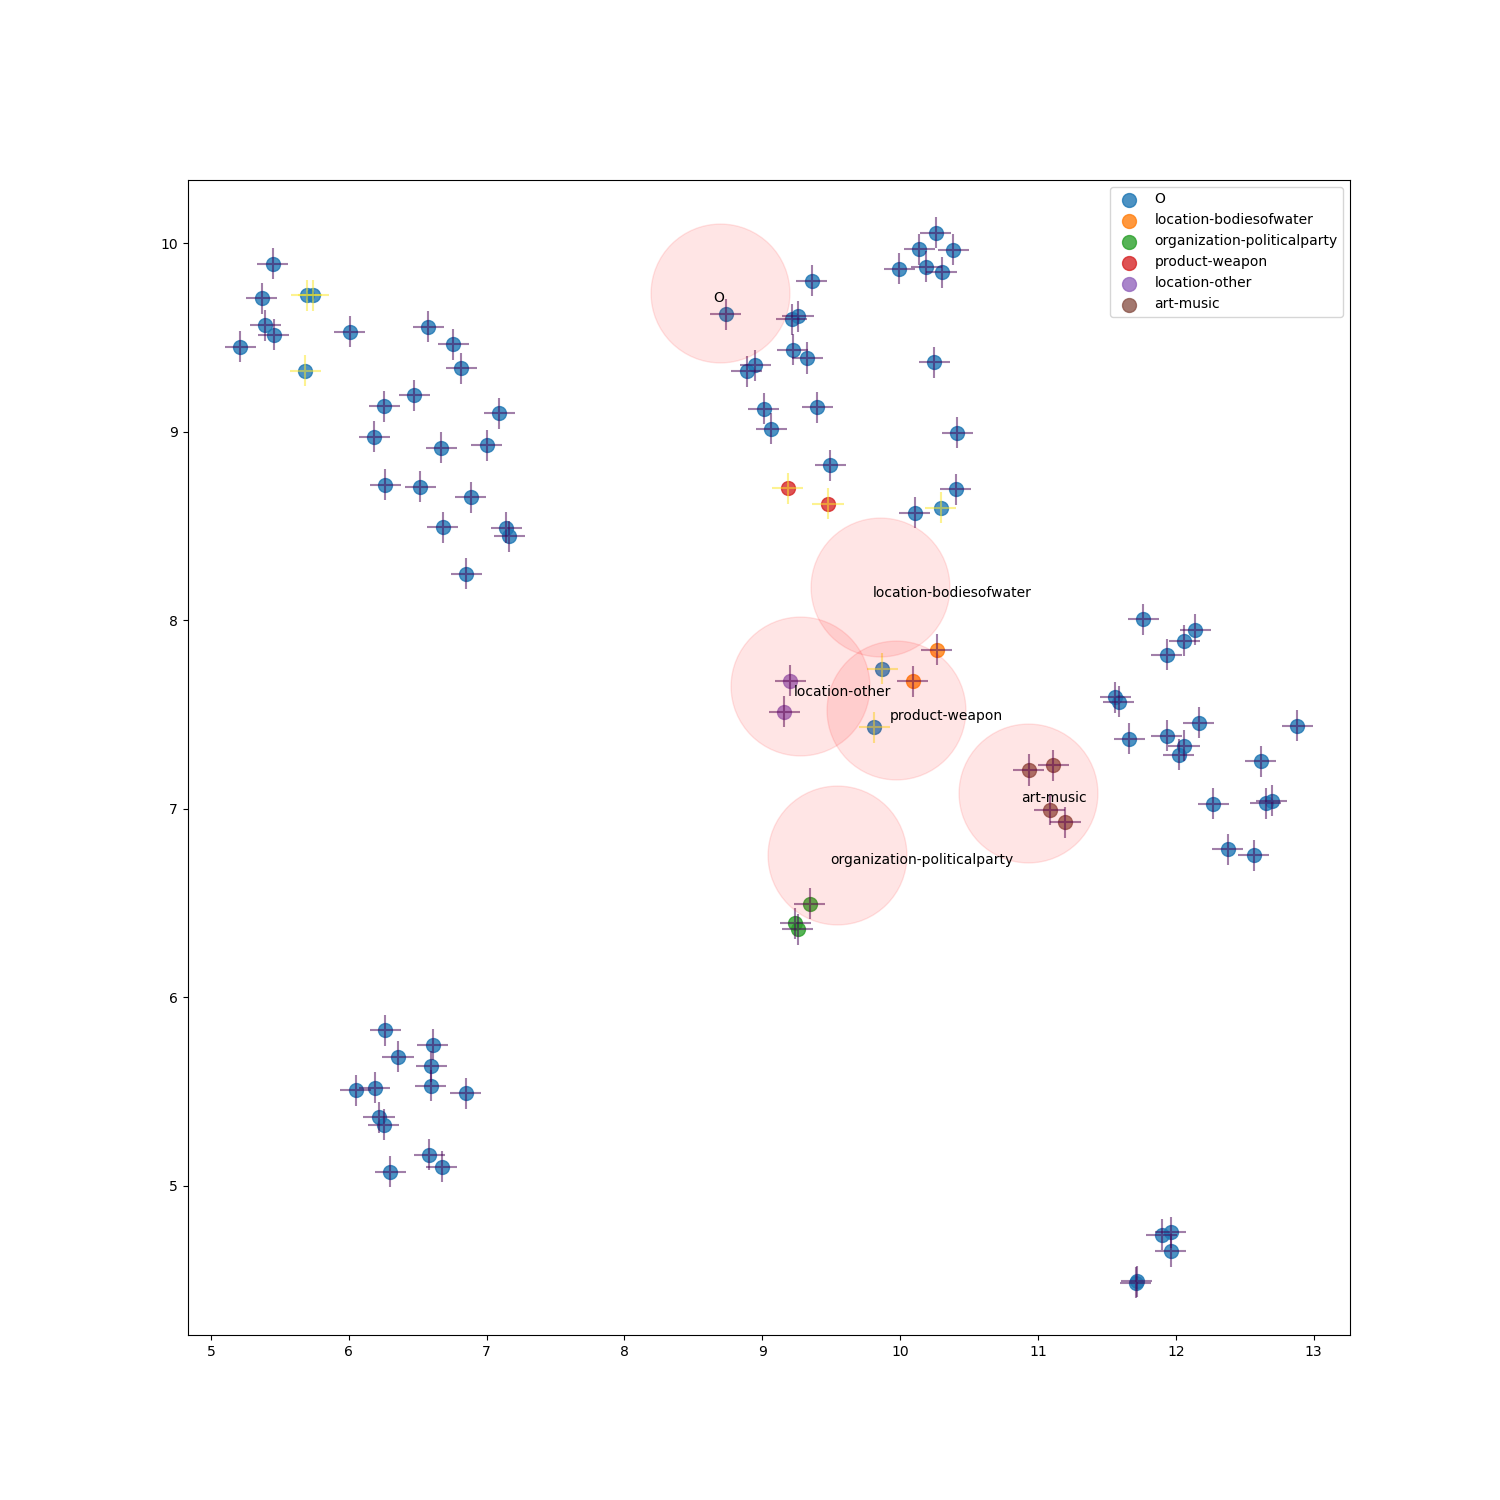 O
location-bodiesofwater
organization-politicalparty
product-weapon
location-other
art-music
10
9
8
7
6
5
O
location-bodiesofwater
location-other
product-weapon
art-music
organization-politicalparty
5 6 7 8 9 10 11 12 13